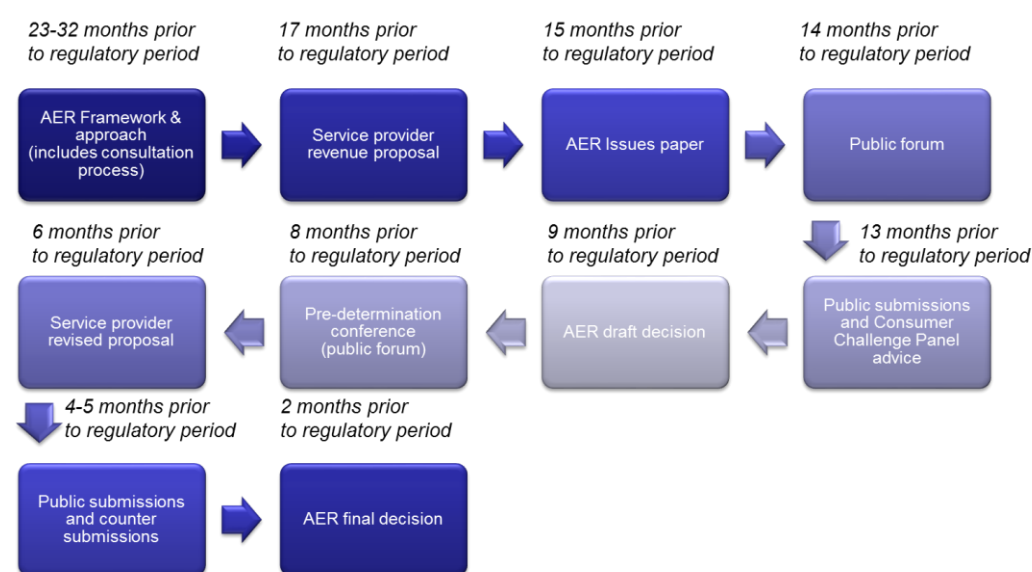 23-32 months prior
to regulatory period
AER Framework &
approach
(includes consultation
process)
17 months prior
to regulatory period
Service provider
revenue proposal
15 months prior
to regulatory period
AER Issues paper
14 months prior
to regulatory period
Public forum
13 months prior
to regulatory period
Public submissions
and Consumer
Challenge Panel
advice
9 months prior
to regulatory period
AER draft decision
8 months prior
to regulatory period
Pre-determination
conference
(public forum)
6 months prior
to regulatory period
Service provider
revised proposal
4-5 months prior
to regulatory period
Public submissions
and counter
submissions
2 months prior
to regulatory period
AER final decision